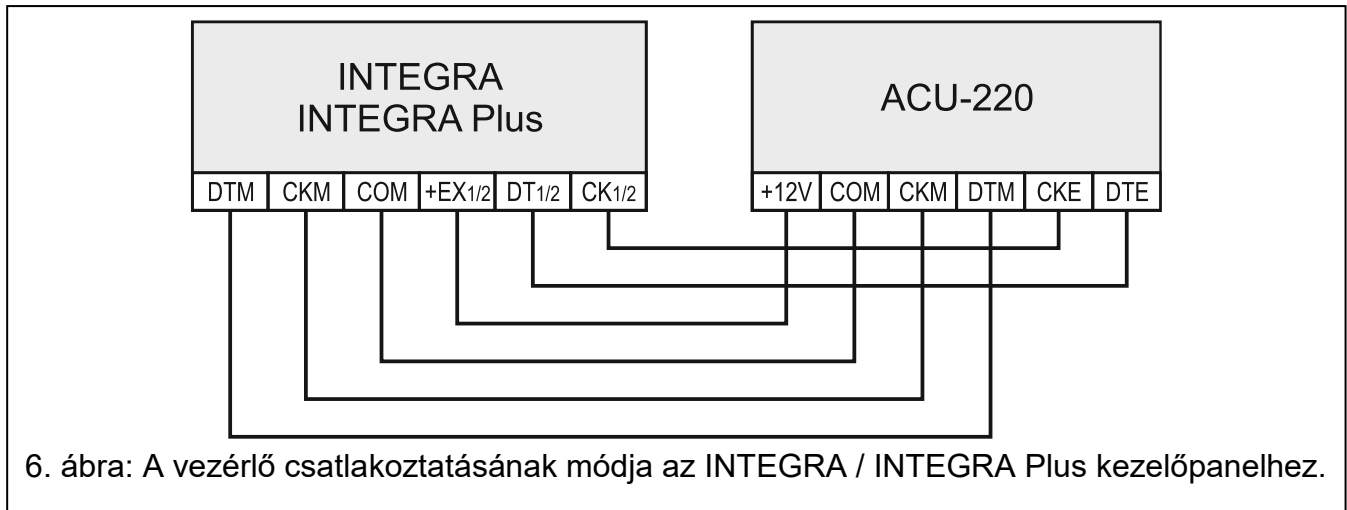 INTEGRA
INTEGRA Plus
ACU-220
DTM CKM COM +EX1/2 DT1/2 CK1/2
+12V COM CKM DTM CKE DTE
6. ábra: A vezérlő csatlakoztatásának módja az INTEGRA / INTEGRA Plus kezelőpanelhez.